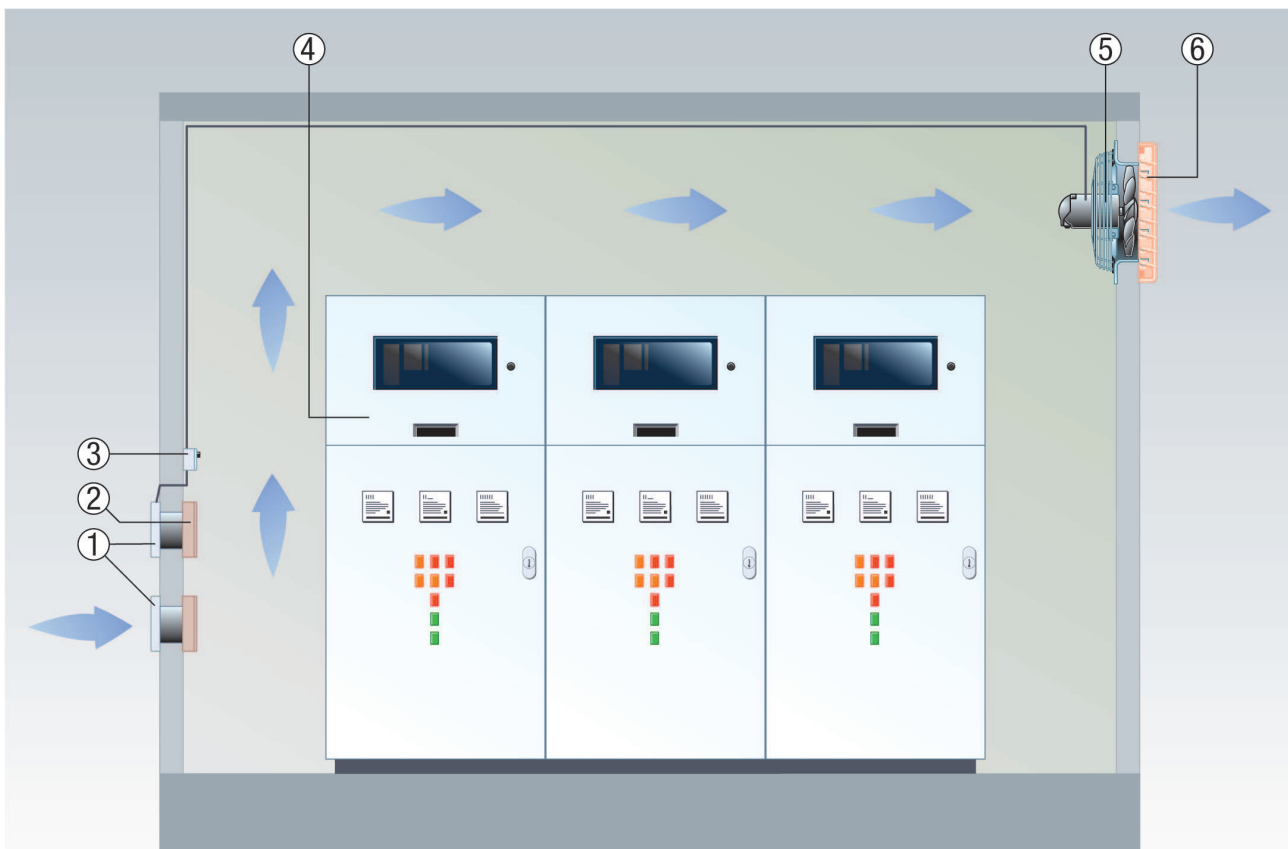 ④ ⑤ ⑥
③
②
①